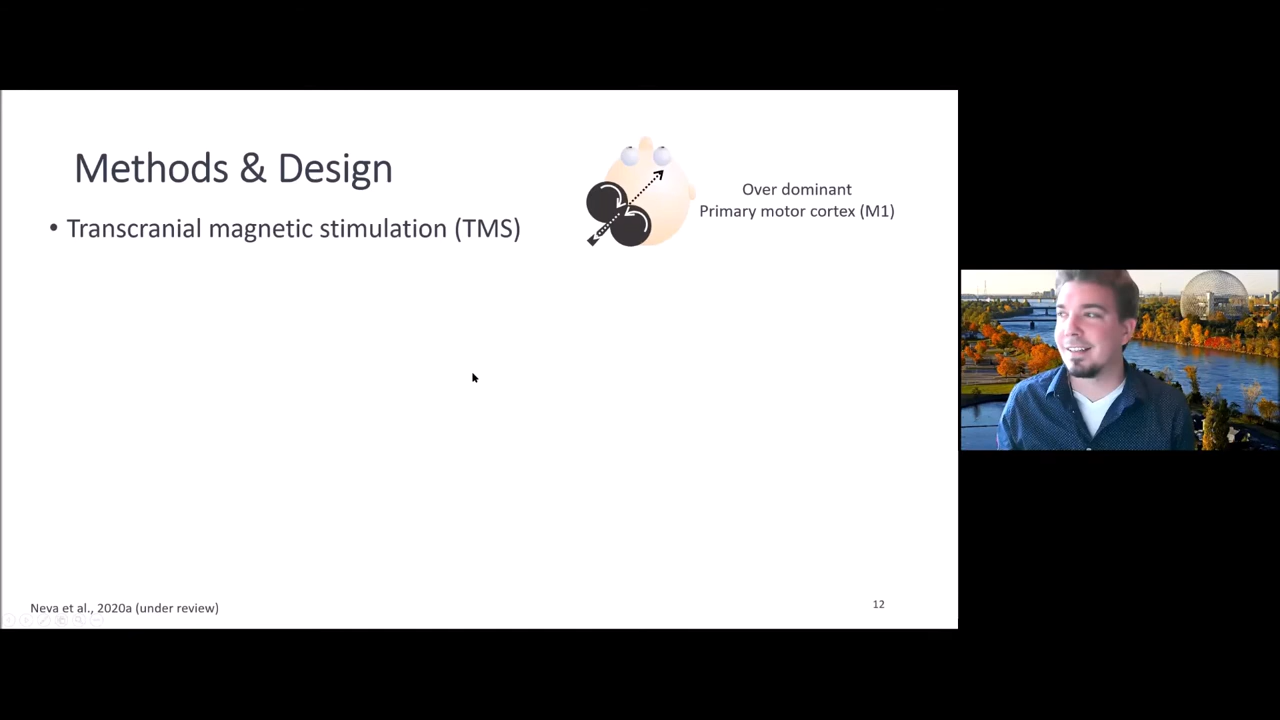 Methods & Design
• Transcranial magnetic stimulation (TMS)
Over dominant
Primary motor cortex (M1)
Neva et al., 2020a (under review)
12